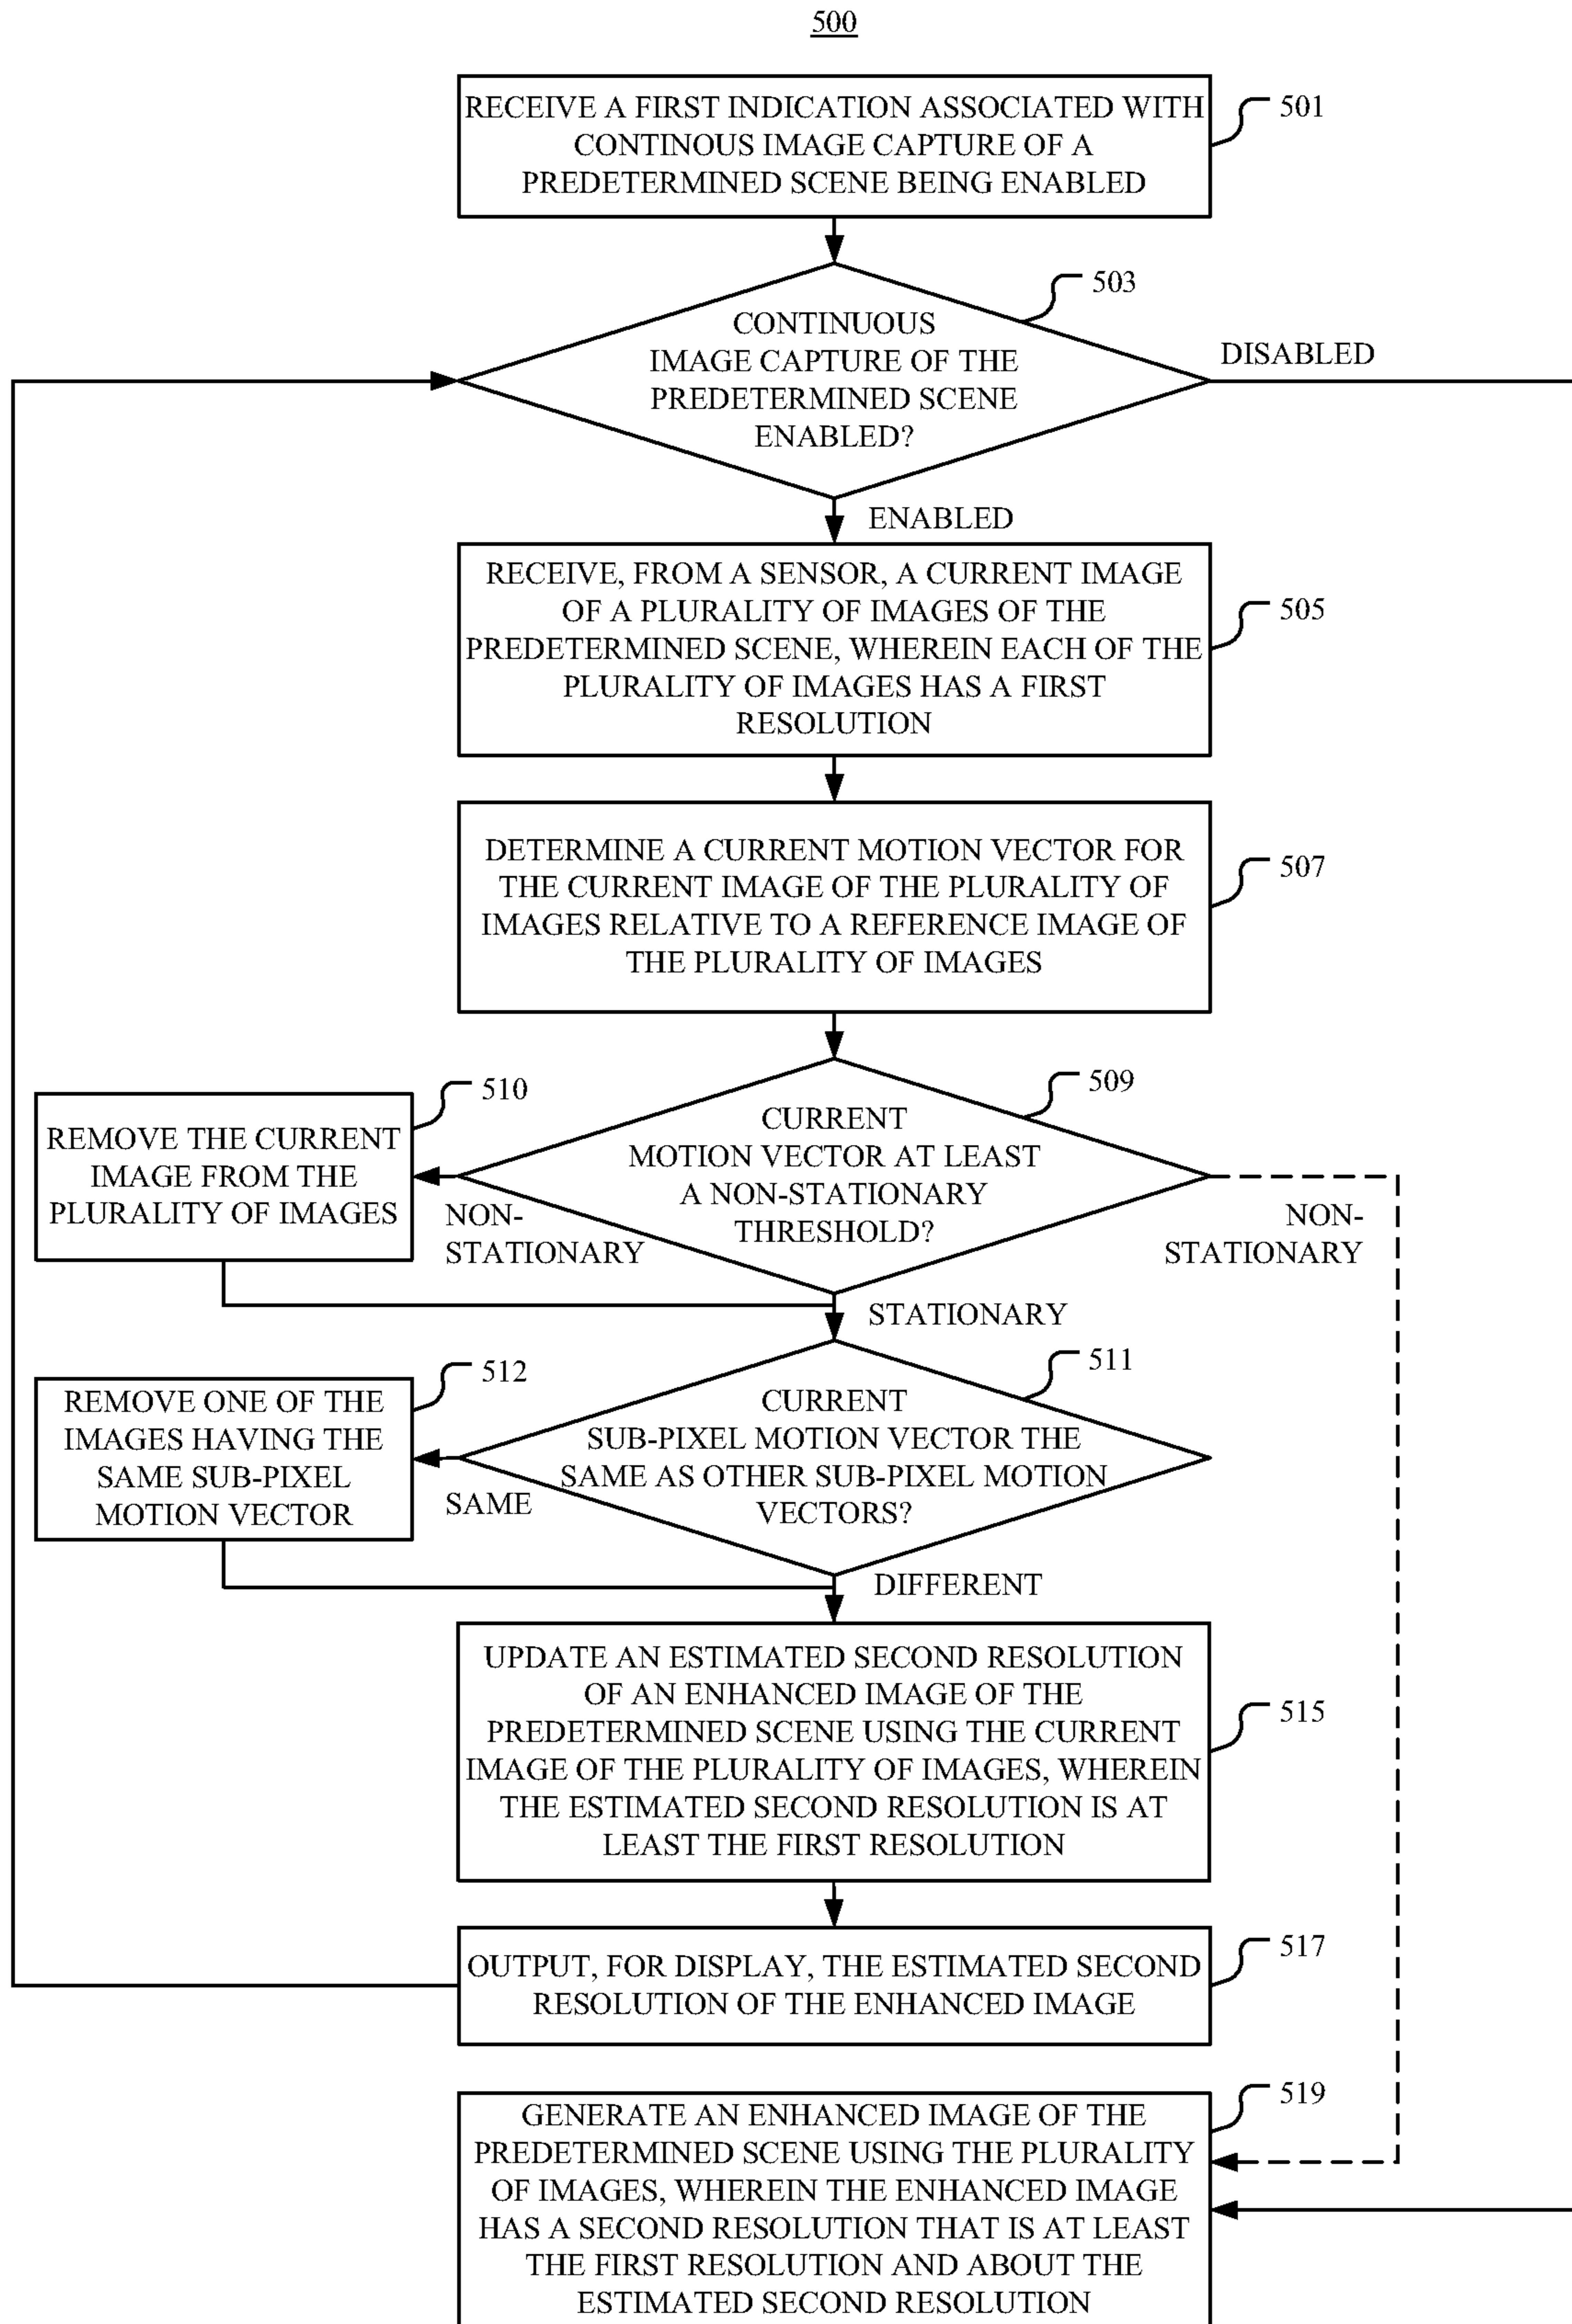 500
RECEIVE A FIRST INDICATION ASSOCIATED WITH
CONTINOUS IMAGE CAPTURE OF A
PREDETERMINED SCENE BEING ENABLED
501
503
CONTINUOUS
IMAGE CAPTURE OF THE
PREDETERMINED SCENE
ENABLED?
DISABLED
ENABLED
RECEIVE, FROM A SENSOR, A CURRENT IMAGE
OF A PLURALITY OF IMAGES OF THE
PREDETERMINED SCENE, WHEREIN EACH OF THE
PLURALITY OF IMAGES HAS A FIRST
RESOLUTION
505
DETERMINE A CURRENT MOTION VECTOR FOR
THE CURRENT IMAGE OF THE PLURALITY OF
IMAGES RELATIVE TO A REFERENCE IMAGE OF
THE PLURALITY OF IMAGES
507
509
CURRENT
MOTION VECTOR AT LEAST
A NON-STATIONARY
THRESHOLD?
510
REMOVE THE CURRENT
IMAGE FROM THE
PLURALITY OF IMAGES
NON-
STATIONARY
NON-
STATIONARY
STATIONARY
511
CURRENT
SUB-PIXEL MOTION VECTOR THE
SAME AS OTHER SUB-PIXEL MOTION
VECTORS?
512
REMOVE ONE OF THE
IMAGES HAVING THE
SAME SUB-PIXEL
MOTION VECTOR
SAME
DIFFERENT
UPDATE AN ESTIMATED SECOND RESOLUTION
OF AN ENHANCED IMAGE OF THE
PREDETERMINED SCENE USING THE CURRENT
IMAGE OF THE PLURALITY OF IMAGES, WHEREIN
THE ESTIMATED SECOND RESOLUTION IS AT
LEAST THE FIRST RESOLUTION
515
OUTPUT, FOR DISPLAY, THE ESTIMATED SECOND
RESOLUTION OF THE ENHANCED IMAGE
517
519
GENERATE AN ENHANCED IMAGE OF THE
PREDETERMINED SCENE USING THE PLURALITY
OF IMAGES, WHEREIN THE ENHANCED IMAGE
HAS A SECOND RESOLUTION THAT IS AT LEAST
THE FIRST RESOLUTION AND ABOUT THE
ESTIMATED SECOND RESOLUTION